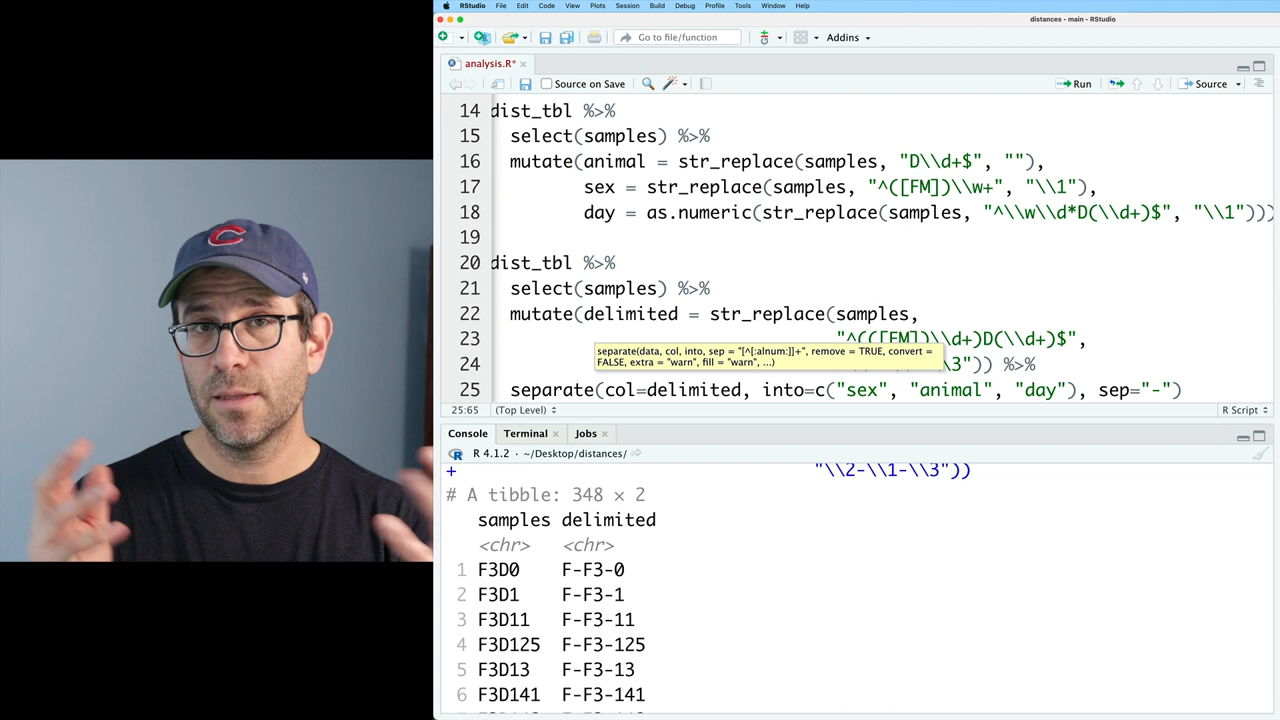 RStudio File Edit Code View Plots Session Build Debug Profile Tools Window Help
distances - main - RStudio
Go to file/function Addins
analysis.R*
Source on Save Run Source
14 dist_tbl %>%
15 select(samples) %>%
16 mutate(animal = str_replace(samples, "D\\d+$", ""),
17 sex = str_replace(samples, "^([FM])\\w+", "\\1"),
18 day = as.numeric(str_replace(samples, "^\\w\\d*D(\\d+)$", "\\1")))
19
20 dist_tbl %>%
21 select(samples) %>%
22 mutate(delimited = str_replace(samples,
23 "^(([FM])\\d+)D(\\d+)$",
separate(data, col, into, sep = "[^[:alnum:]]+", remove = TRUE, convert =
FALSE, extra = "warn", fill = "warn", ...)
24 3")) %>%
25 separate(col=delimited, into=c("sex", "animal", "day"), sep="-")
25:65 (Top Level) R Script
Console Terminal Jobs
R 4.1.2 · ~/Desktop/distances/
+ "\\2-\\1-\\3"))
# A tibble: 348 × 2
samples delimited
<chr> <chr>
1 F3D0 F-F3-0
2 F3D1 F-F3-1
3 F3D11 F-F3-11
4 F3D125 F-F3-125
5 F3D13 F-F3-13
6 F3D141 F-F3-141